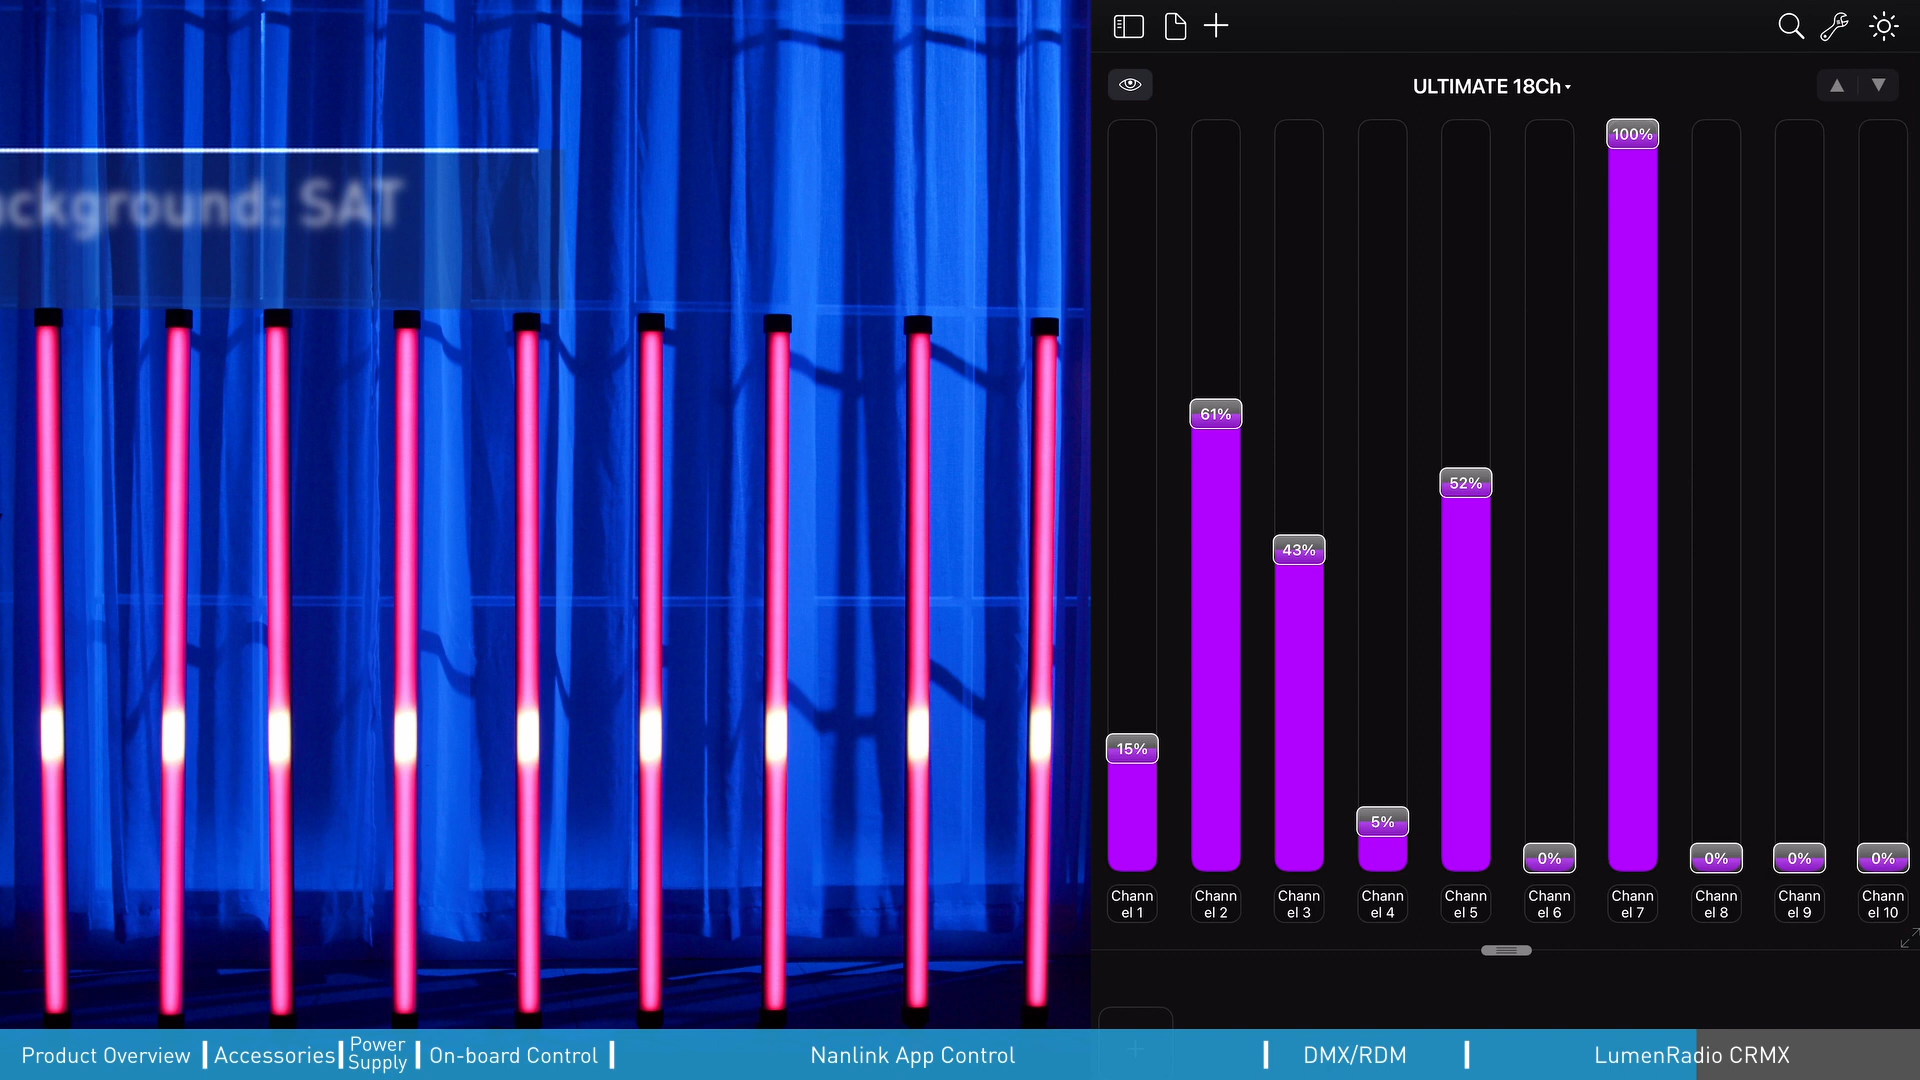 ackground: SAT
ULTIMATE 18Ch
100%
61%
52%
43%
15%
5%
0%
0%
0%
0%
Chann
el 1
Chann
el 2
Chann
el 3
Chann
el 4
Chann
el 5
Chann
el 6
Chann
el 7
Chann
el 8
Chann
el 9
Chann
el 10
Product Overview
Accessories
Power
Supply
On-board Control
Nanlink App Control
DMX/RDM
LumenRadio CRMX